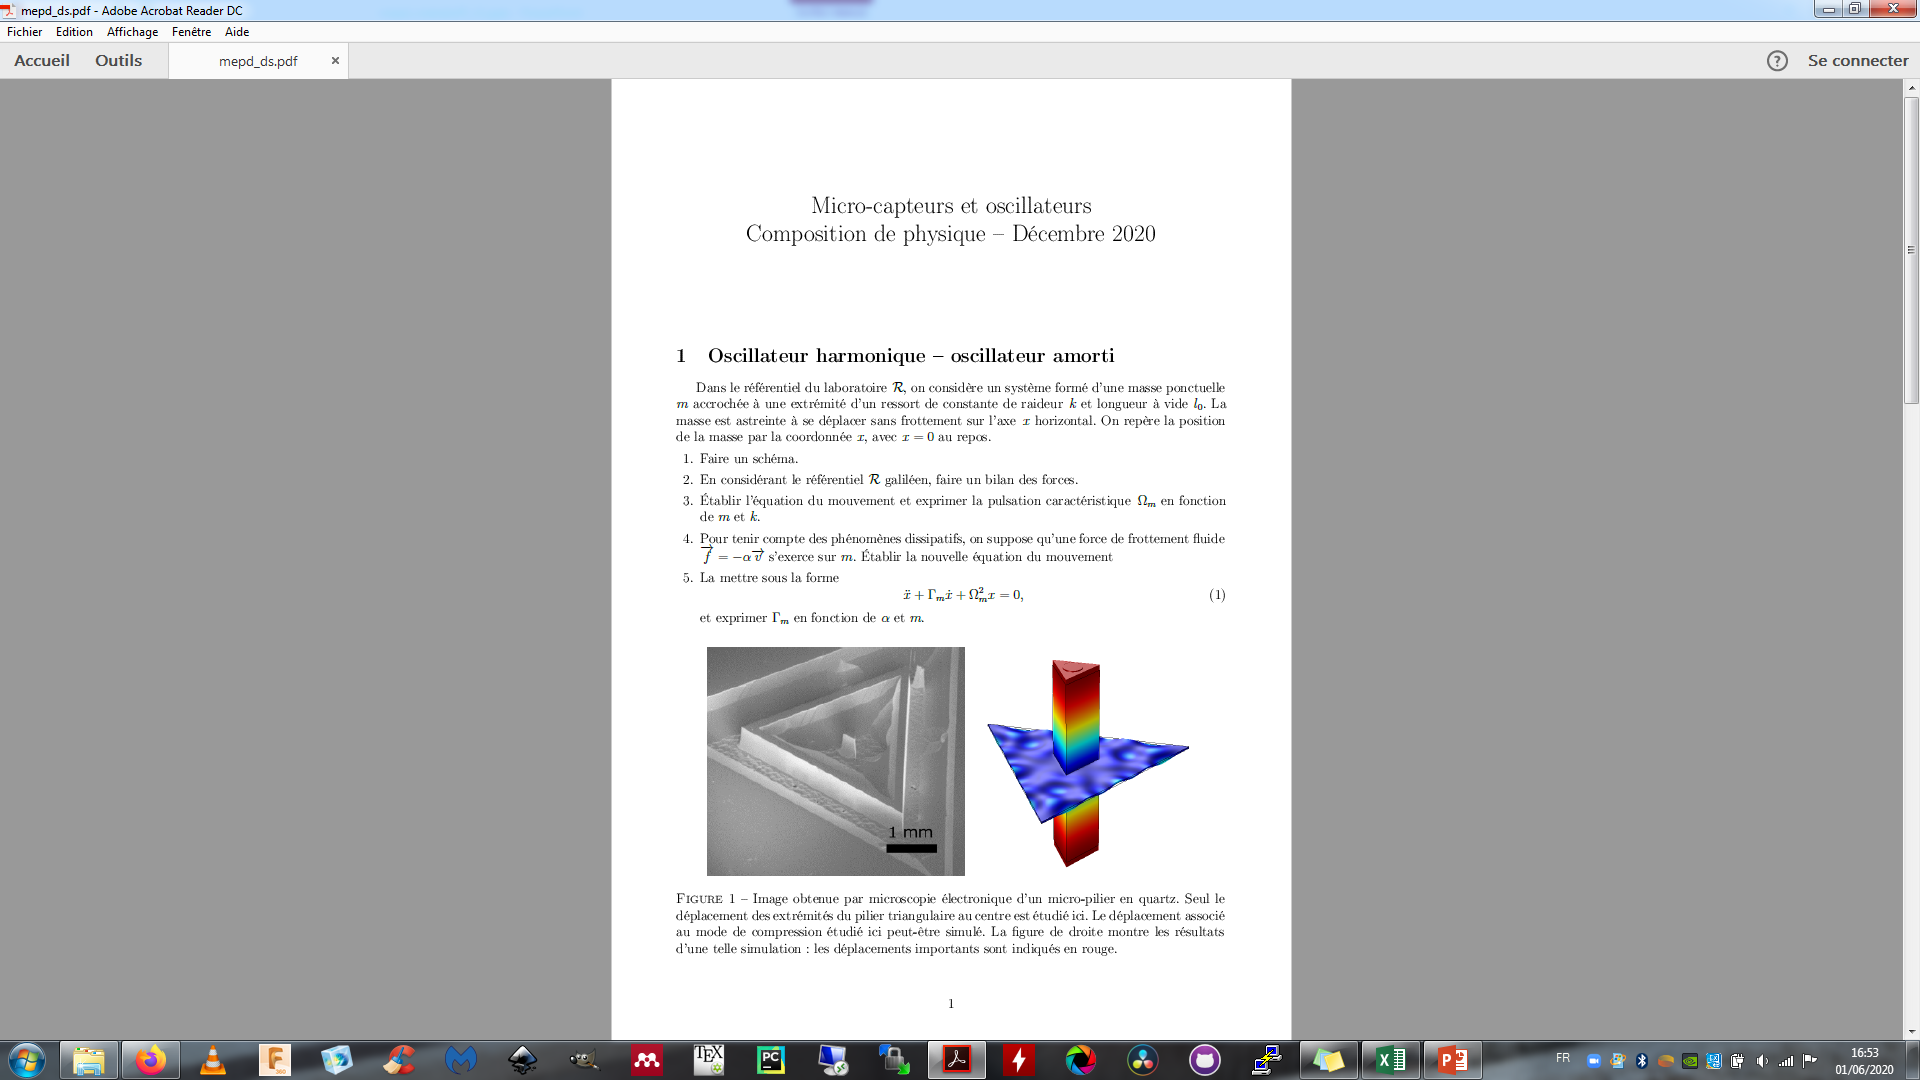 mepd_ds.pdf - Adobe Acrobat Reader DC
Fichier Edition Affichage Fenêtre Aide
Accueil Outils mepd_ds.pdf × ? Se connecter
Micro-capteurs et oscillateurs
Composition de physique – Décembre 2020
1 Oscillateur harmonique – oscillateur amorti
Dans le référentiel du laboratoire ℛ, on considère un système formé d'une masse ponctuelle
m accrochée à une extrémité d'un ressort de constante de raideur k et longueur à vide l₀. La
masse est astreinte à se déplacer sans frottement sur l'axe x horizontal. On repère la position
de la masse par la coordonnée x, avec x = 0 au repos.
1. Faire un schéma.
2. En considérant le référentiel ℛ galiléen, faire un bilan des forces.
3. Établir l'équation du mouvement et exprimer la pulsation caractéristique Ωₘ en fonction
de m et k.
4. Pour tenir compte des phénomènes dissipatifs, on suppose qu'une force de frottement fluide
f⃗ = −αv⃗ s'exerce sur m. Établir la nouvelle équation du mouvement
5. La mettre sous la forme
ẍ + Γₘẋ + Ω²ₘx = 0, (1)
et exprimer Γₘ en fonction de α et m.
1 mm
Figure 1 – Image obtenue par microscopie électronique d'un micro-pilier en quartz. Seul le
déplacement des extrémités du pilier triangulaire au centre est étudié ici. Le déplacement associé
au mode de compression étudié ici peut-être simulé. La figure de droite montre les résultats
d'une telle simulation : les déplacements importants sont indiqués en rouge.
1
F
360
TEX
PC
X
P
FR
16:53
01/06/2020